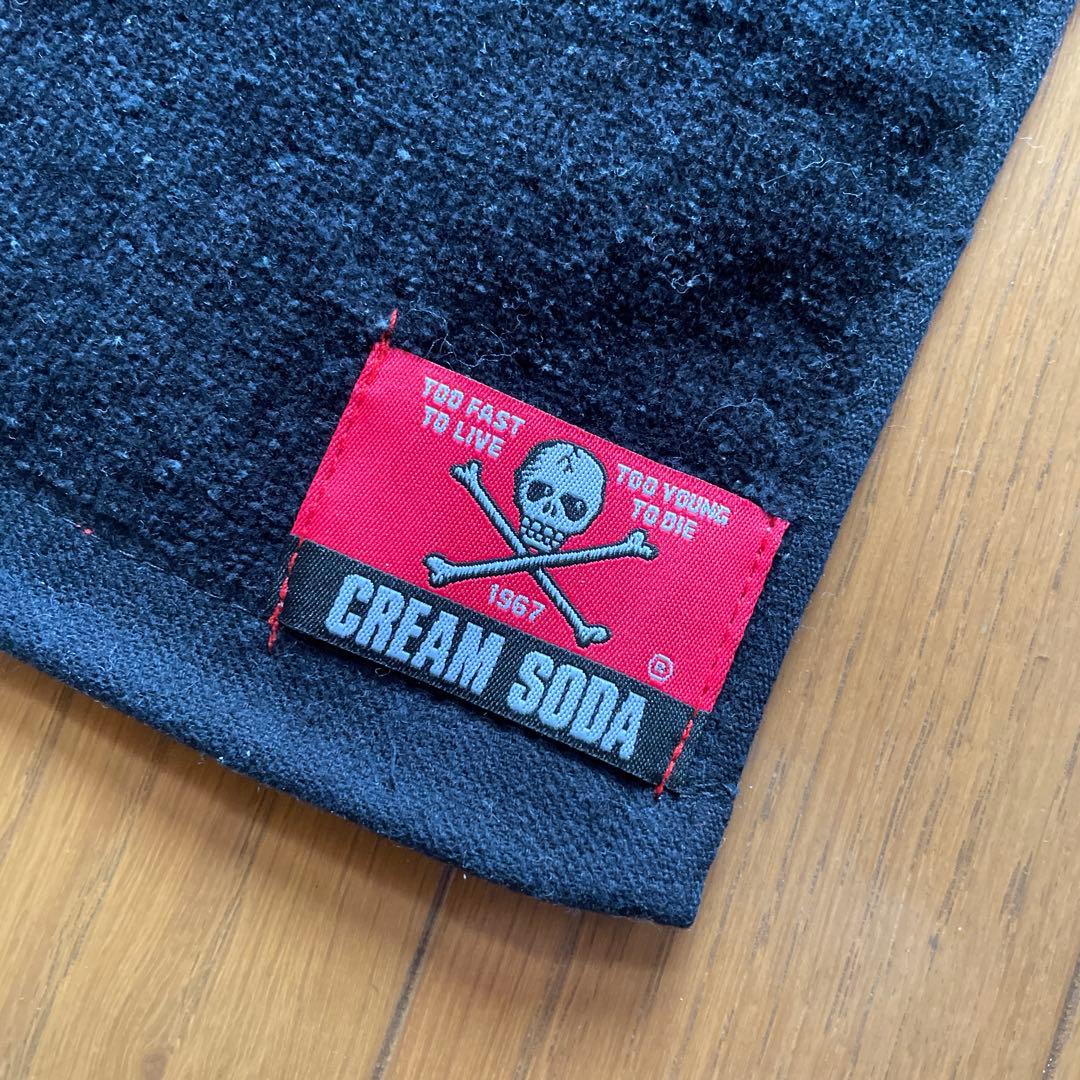 TOO FAST
TO LIVE
TOO YOUNG
TO DIE
1967
®
CREAM SODA